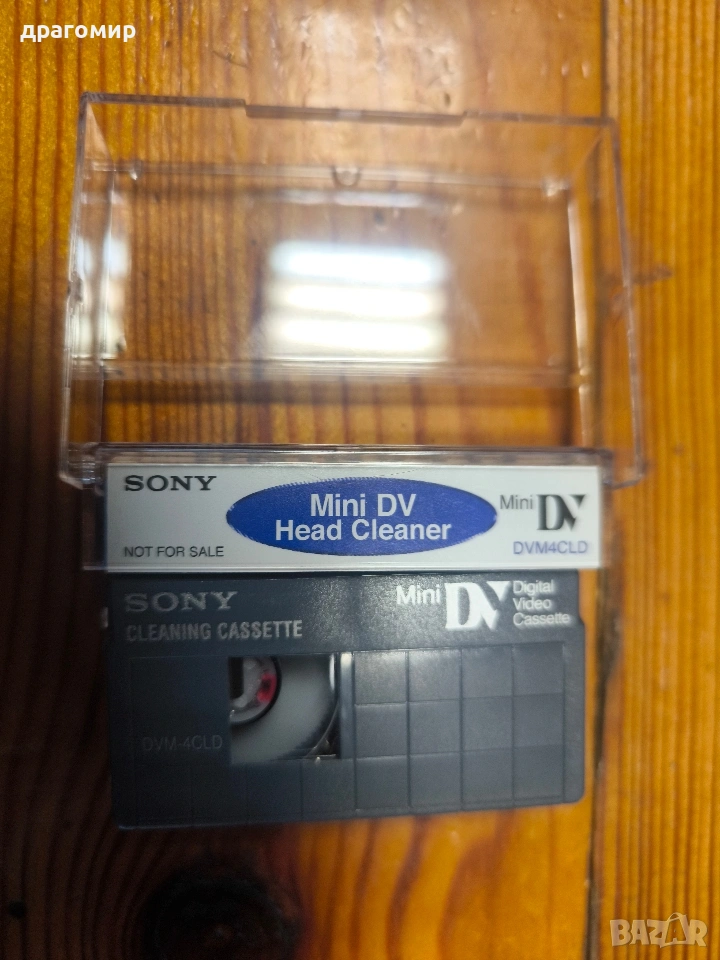 драгомир
SONY
Mini DV
Head Cleaner
NOT FOR SALE
Mini DV
DVM4CLD
SONY
CLEANING CASSETTE
Mini DV
Digital
Video
Cassette
DVM-4CLD
BAZAR